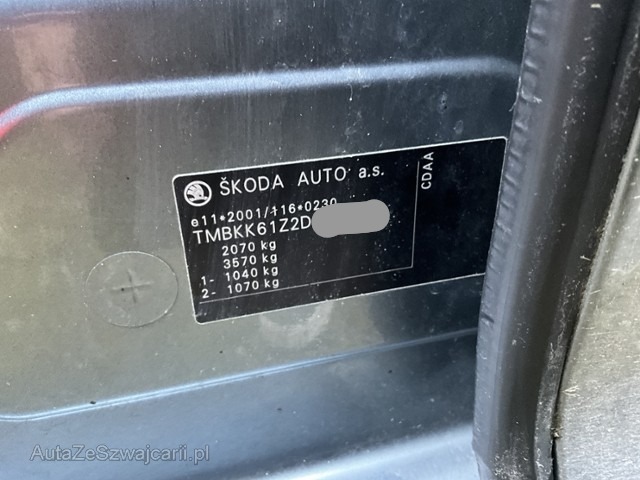 ŠKODA AUTO a.s.
CDAA
e11*2001/116*0230
TMBKK61Z2D
2070 kg
3570 kg
1- 1040 kg
2- 1070 kg
AutaZeSzwajcarii.pl